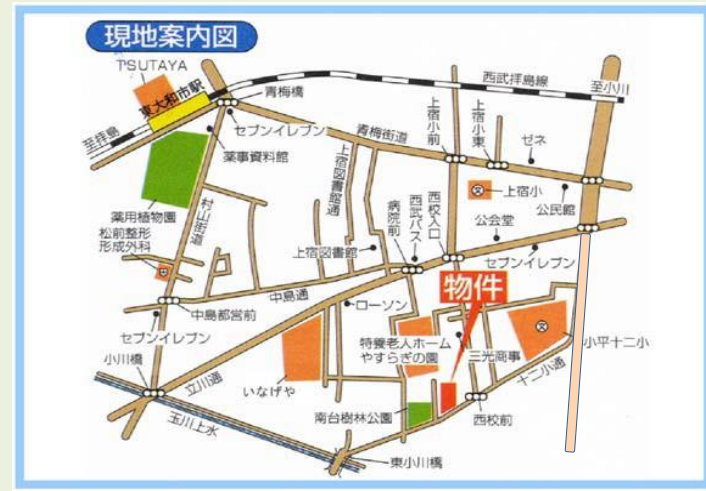 現地案内図
TSUTAYA
東大和市駅
至拝島
青梅橋
西武拝島線
至小川
セブンイレブン
青梅街道
上宿小前
上宿小東
ゼネ
薬事資料館
上宿図書館通
上宿小
公民館
薬用植物園
村山街道
病院前
西武バス
西校入口
公会堂
松前整形
形成外科
上宿図書館
セブンイレブン
中島通
中島都営前
ローソン
物件
セブンイレブン
特養老人ホーム
やすらぎの園
三光商事
小平十二小
小川橋
立川通
いなげや
十二小通
南台樹林公園
西校前
玉川上水
東小川橋